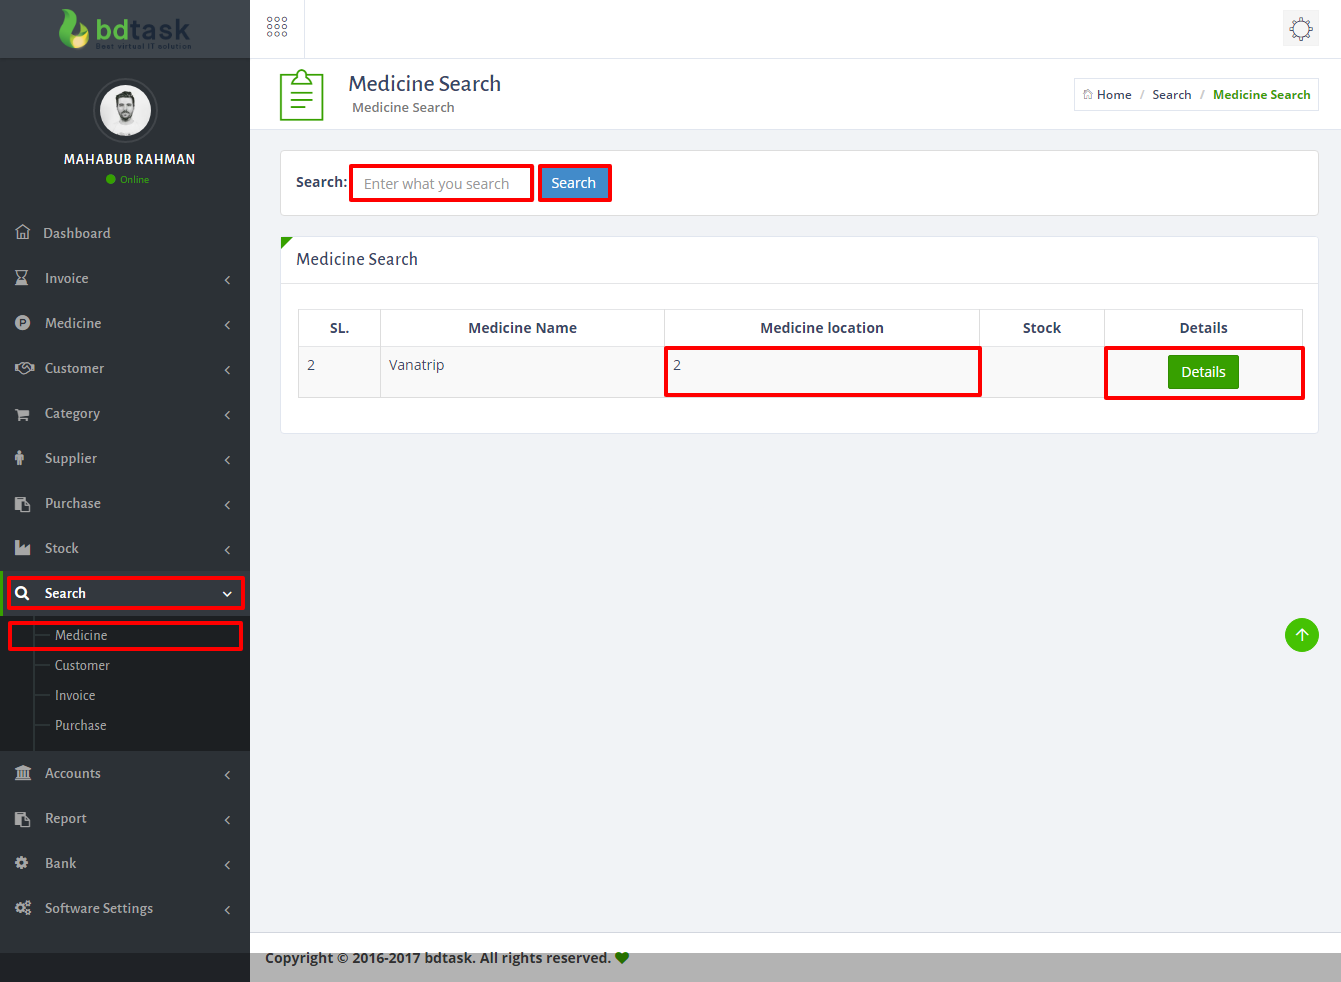 bdtask
Best virtual IT solution
MAHABUB RAHMAN
Online
Dashboard
Invoice
Medicine
Customer
Category
Supplier
Purchase
Stock
Search
Medicine
Customer
Invoice
Purchase
Accounts
Report
Bank
Software Settings
Medicine Search
Medicine Search
Home / Search / Medicine Search
Search: Enter what you search Search
Medicine Search
SL. Medicine Name Medicine location Stock Details
2 Vanatrip 2 Details
Copyright © 2016-2017 bdtask. All rights reserved.